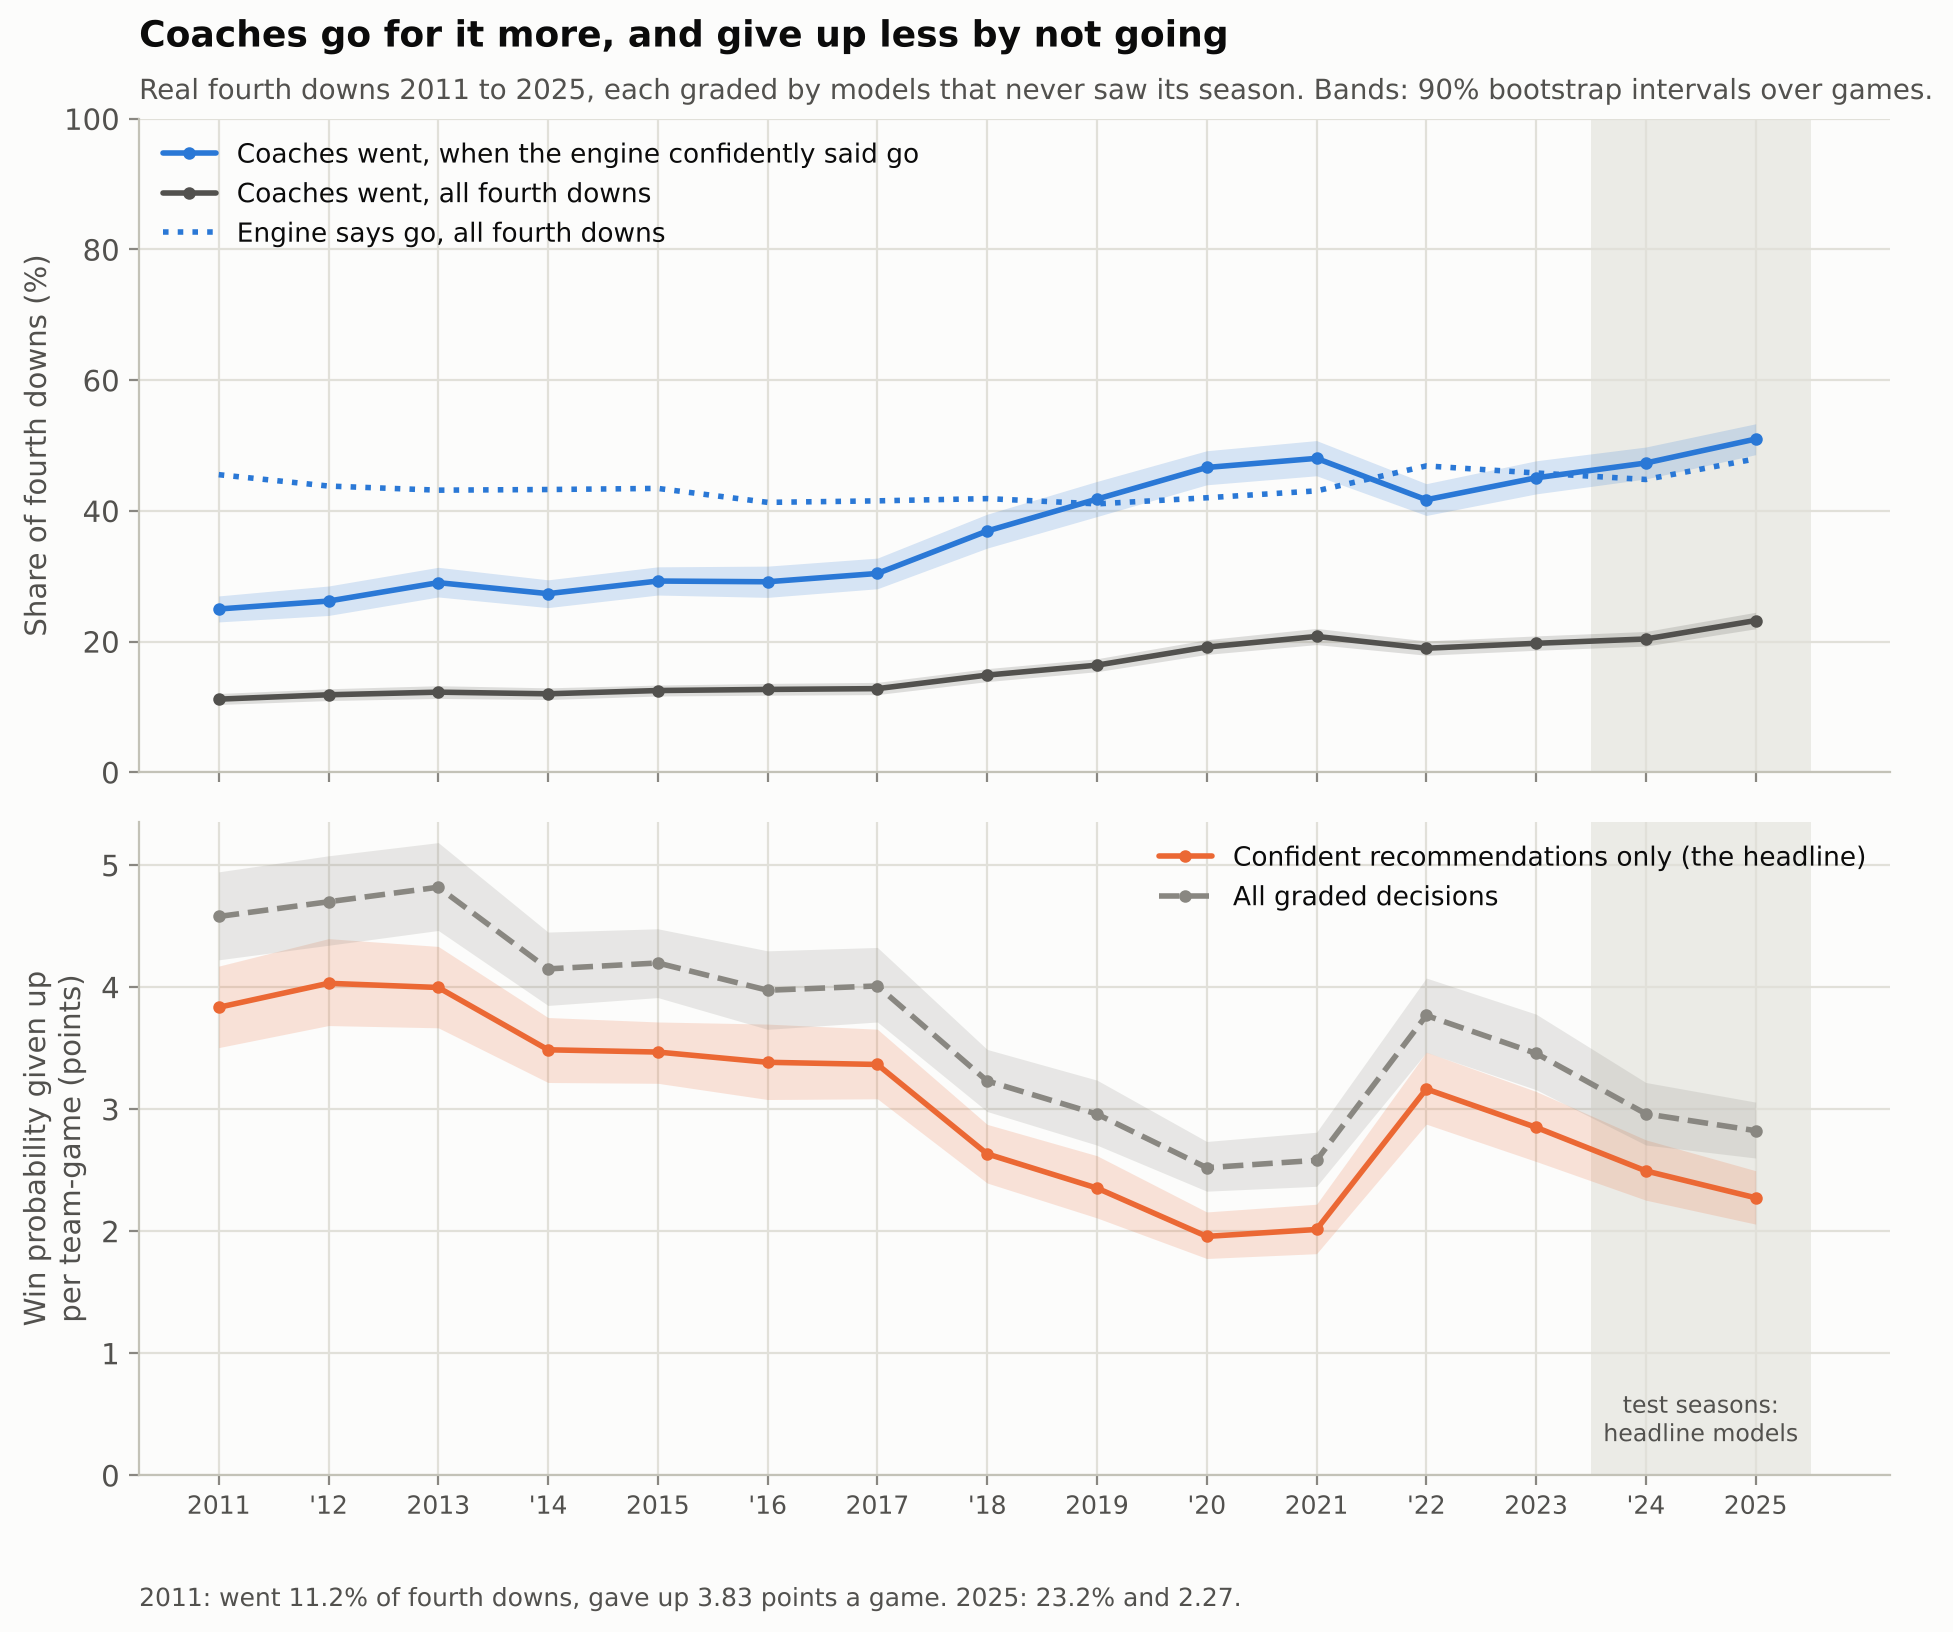 Coaches go for it more, and give up less by not going
Real fourth downs 2011 to 2025, each graded by models that never saw its season. Bands: 90% bootstrap intervals over games.
Share of fourth downs (%)
100
80
60
40
20
0
Coaches went, when the engine confidently said go
Coaches went, all fourth downs
Engine says go, all fourth downs
Win probability given up
per team-game (points)
5
4
3
2
1
0
Confident recommendations only (the headline)
All graded decisions
test seasons:
headline models
2011 '12 2013 '14 2015 '16 2017 '18 2019 '20 2021 '22 2023 '24 2025
2011: went 11.2% of fourth downs, gave up 3.83 points a game. 2025: 23.2% and 2.27.